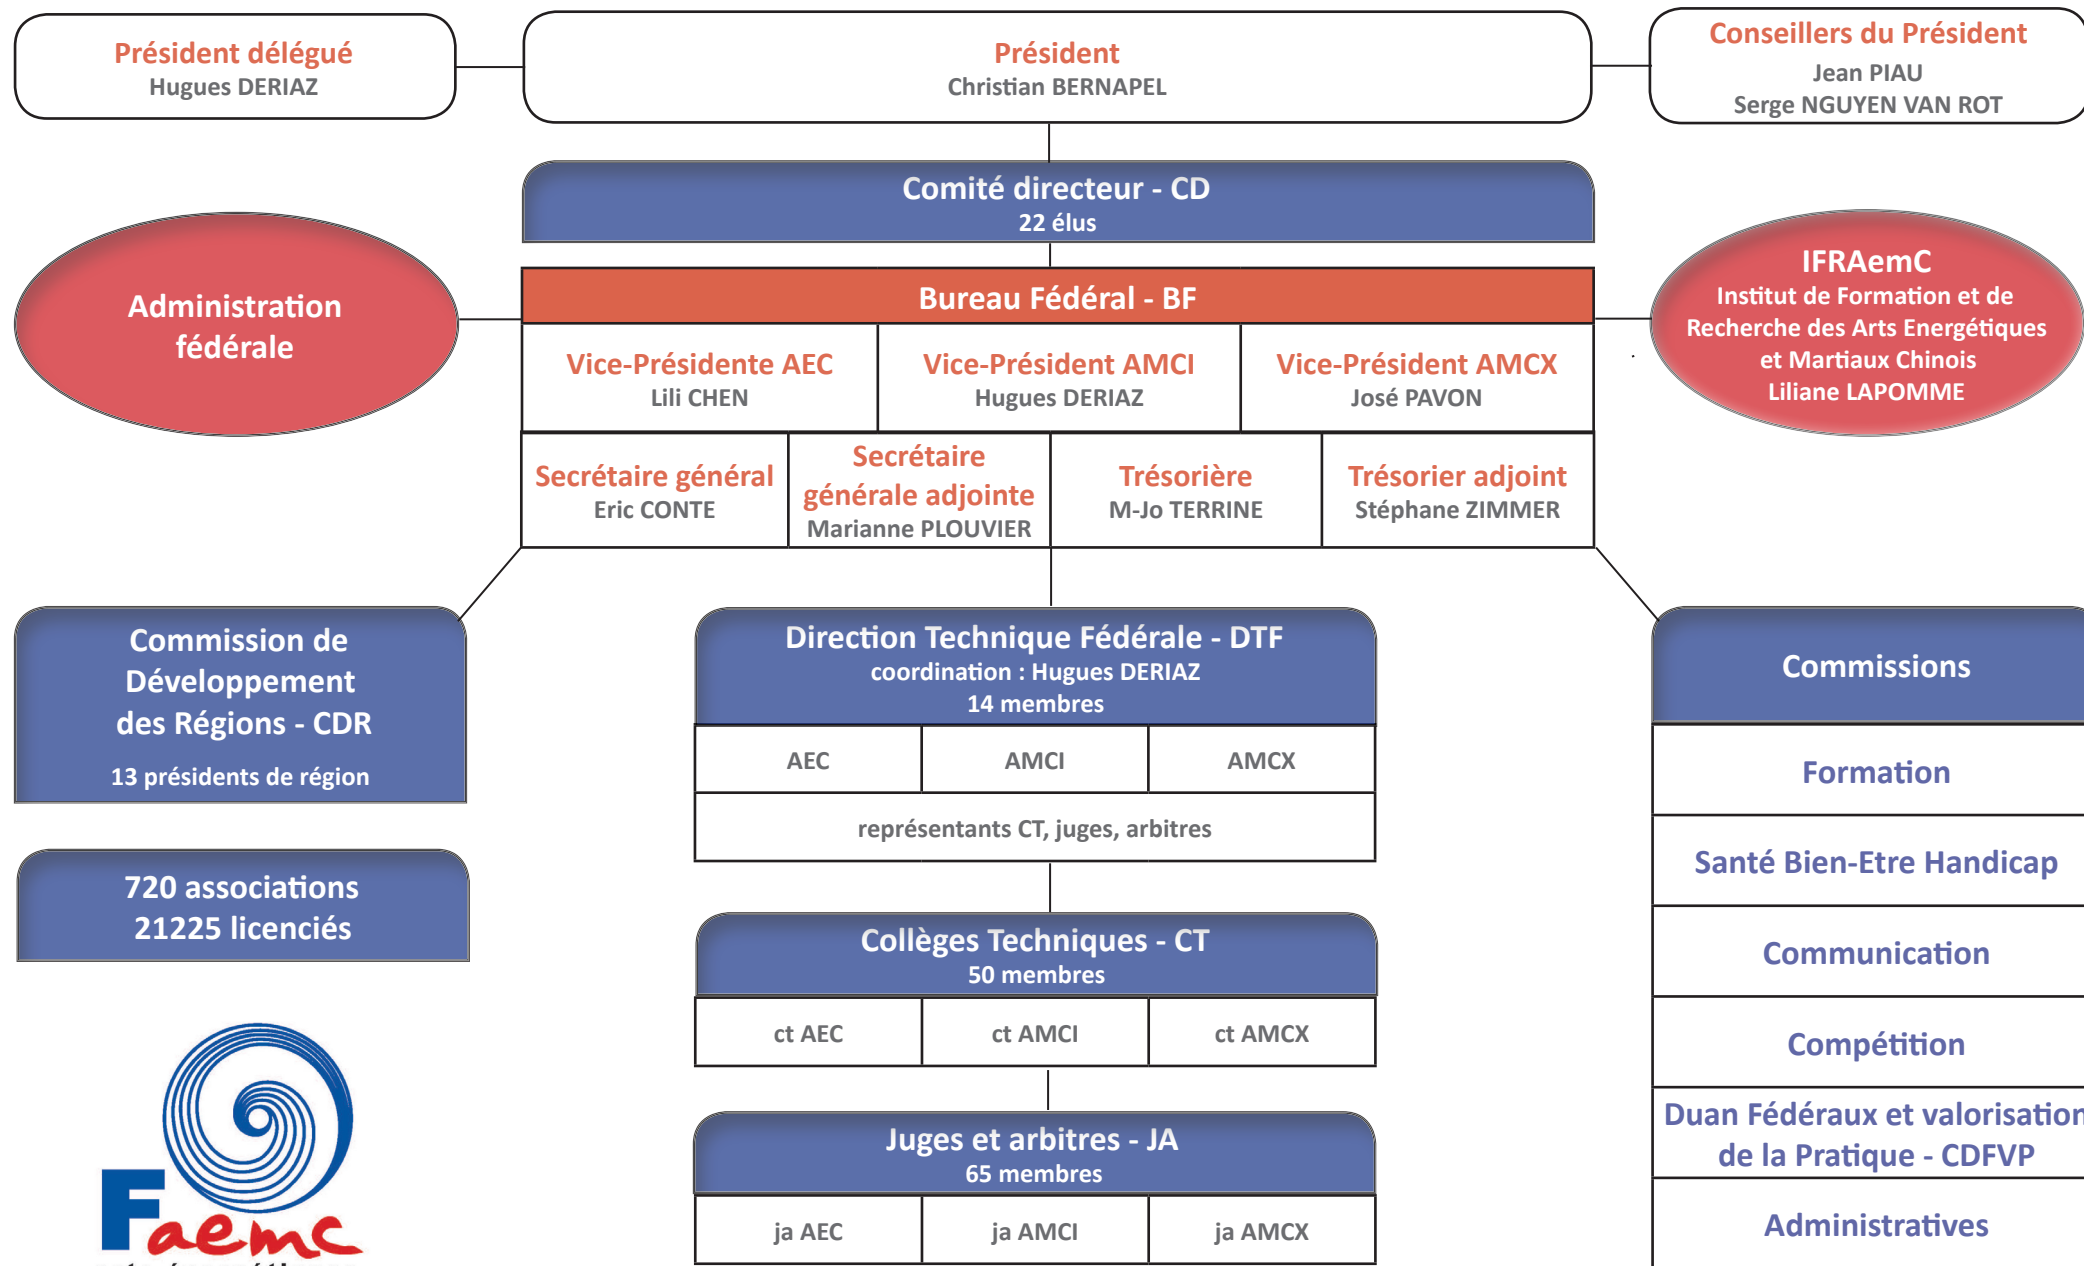 Président délégué
Hugues DERIAZ
Président
Christian BERNAPEL
Conseillers du Président
Jean PIAU
Serge NGUYEN VAN ROT
Comité directeur - CD
22 élus
Administration
fédérale
Bureau Fédéral - BF
IFRAemC
Institut de Formation et de
Recherche des Arts Energétiques
et Martiaux Chinois
Liliane LAPOMME
Vice-Présidente AEC
Lili CHEN
Vice-Président AMCI
Hugues DERIAZ
Vice-Président AMCX
José PAVON
Secrétaire général
Eric CONTE
Secrétaire
générale adjointe
Marianne PLOUVIER
Trésorière
M-Jo TERRINE
Trésorier adjoint
Stéphane ZIMMER
Commission de
Développement
des Régions - CDR
13 présidents de région
720 associations
21225 licenciés
Direction Technique Fédérale - DTF
coordination : Hugues DERIAZ
14 membres
AEC
AMCI
AMCX
représentants CT, juges, arbitres
Collèges Techniques - CT
50 membres
ct AEC
ct AMCI
ct AMCX
Juges et arbitres - JA
65 membres
ja AEC
ja AMCI
ja AMCX
Commissions
Formation
Santé Bien-Etre Handicap
Communication
Compétition
Duan Fédéraux et valorisation
de la Pratique - CDFVP
Administratives
Faemc